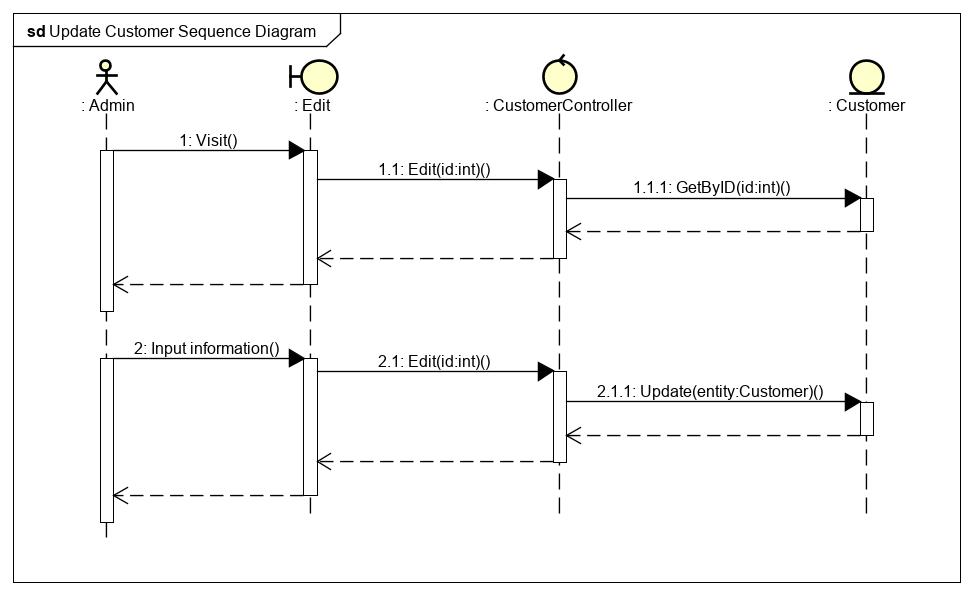 sd Update Customer Sequence Diagram
: Admin
: Edit
: CustomerController
: Customer
1: Visit()
1.1: Edit(id:int)()
1.1.1: GetByID(id:int)()
2: Input information()
2.1: Edit(id:int)()
2.1.1: Update(entity:Customer)()